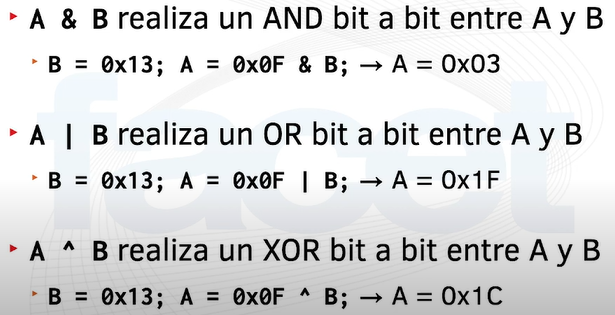 A & B realiza un AND bit a bit entre A y B
B = 0x13; A = 0x0F & B; → A = 0x03
A | B realiza un OR bit a bit entre A y B
B = 0x13; A = 0x0F | B; → A = 0x1F
A ^ B realiza un XOR bit a bit entre A y B
B = 0x13; A = 0x0F ^ B; → A = 0x1C
facet